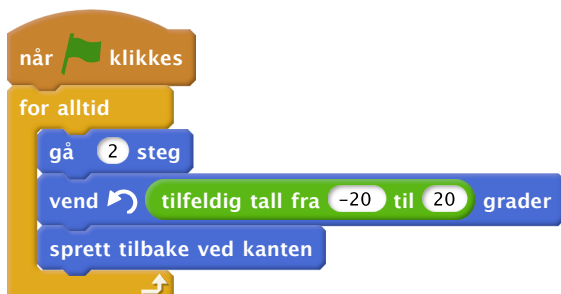 når klikkes
for alltid
gå 2 steg
vend tilfeldig tall fra -20 til 20 grader
sprett tilbake ved kanten